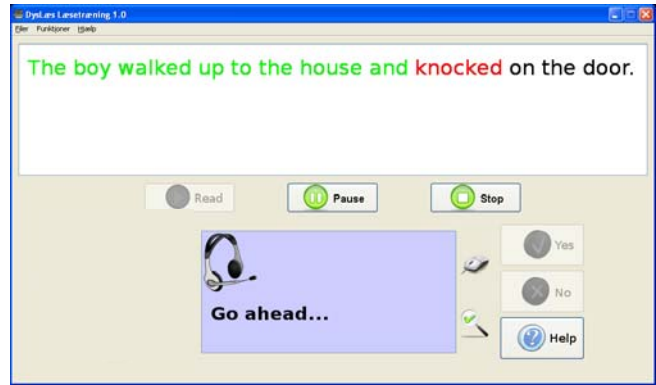 DysLæs Læsetræning 1.0
Filer Funktioner Hjælp
The boy walked up to the house and knocked on the door.
Read Pause Stop
Yes
No
Go ahead...
Help